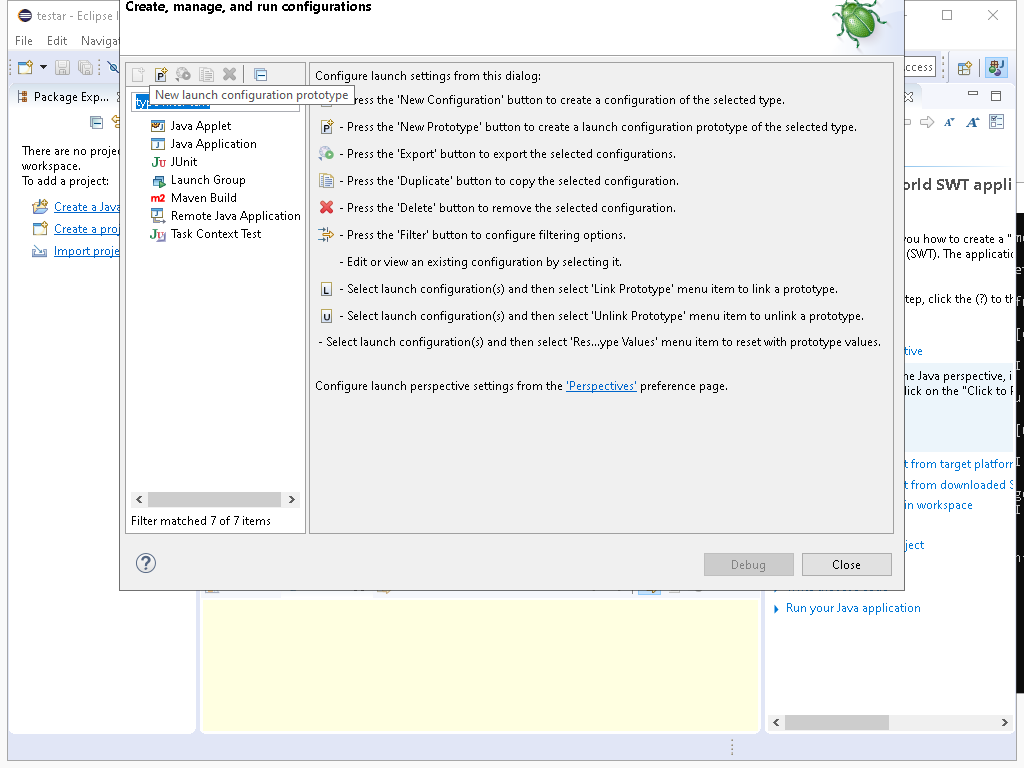 Create, manage, and run configurations
testar - Eclipse
File Edit Naviga
cess
New launch configuration prototype
Package Exp...
There are no proje
workspace.
To add a project:
Create a Java
Create a proj
Import proje
Java Applet
Java Application
JUnit
Launch Group
Maven Build
Remote Java Application
Task Context Test
Filter matched 7 of 7 items
Configure launch settings from this dialog:
ress the 'New Configuration' button to create a configuration of the selected type.
- Press the 'New Prototype' button to create a launch configuration prototype of the selected type.
- Press the 'Export' button to export the selected configurations.
- Press the 'Duplicate' button to copy the selected configuration.
- Press the 'Delete' button to remove the selected configuration.
- Press the 'Filter' button to configure filtering options.
- Edit or view an existing configuration by selecting it.
L - Select launch configuration(s) and then select 'Link Prototype' menu item to link a prototype.
U - Select launch configuration(s) and then select 'Unlink Prototype' menu item to unlink a prototype.
- Select launch configuration(s) and then select 'Res...ype Values' menu item to reset with prototype values.
Configure launch perspective settings from the 'Perspectives' preference page.
Debug
Close
orld SWT appli
you how to create a "
(SWT). The applicatio
tep, click the (?) to th
tive
he Java perspective, i
lick on the "Click to P
t from target platform
t from downloaded S
in workspace
ject
Run your Java application